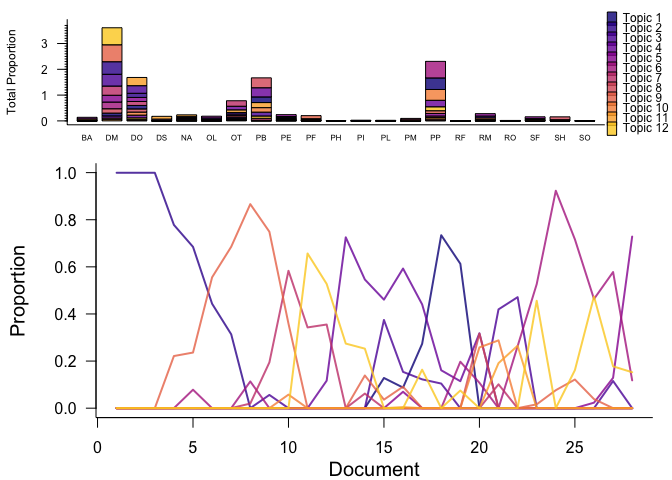 Total Proportion
3
2
1
0
BA DM DO DS NA OL OT PB PE PF PH PI PL PM PP RF RM RO SF SH SO
Topic 1
Topic 2
Topic 3
Topic 4
Topic 5
Topic 6
Topic 7
Topic 8
Topic 9
Topic 10
Topic 11
Topic 12
Proportion
1.0
0.8
0.6
0.4
0.2
0.0
0 5 10 15 20 25
Document